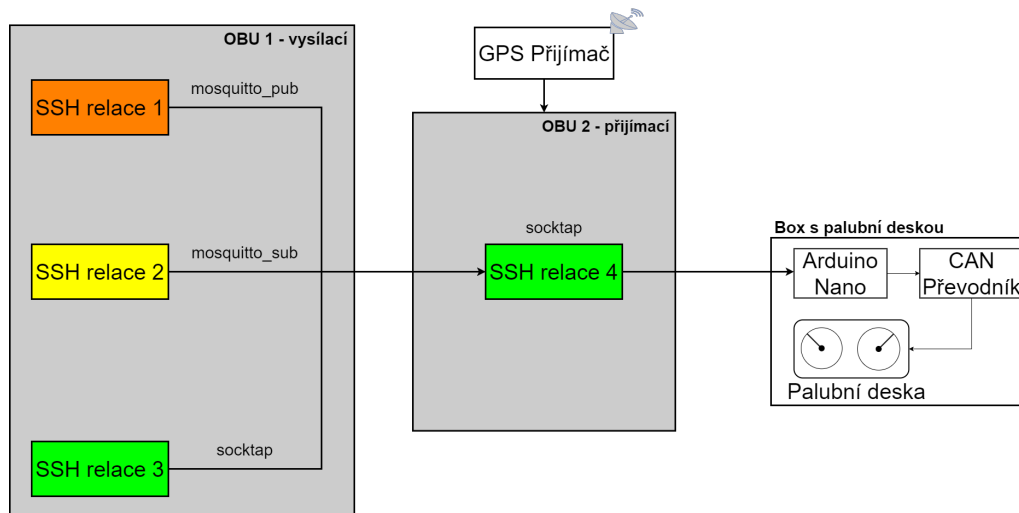 OBU 1 - vysílací
SSH relace 1
mosquitto_pub
SSH relace 2
mosquitto_sub
SSH relace 3
socktap
GPS Přijímač
OBU 2 - přijímací
socktap
SSH relace 4
Box s palubní deskou
Arduino
Nano
CAN
Převodník
Palubní deska